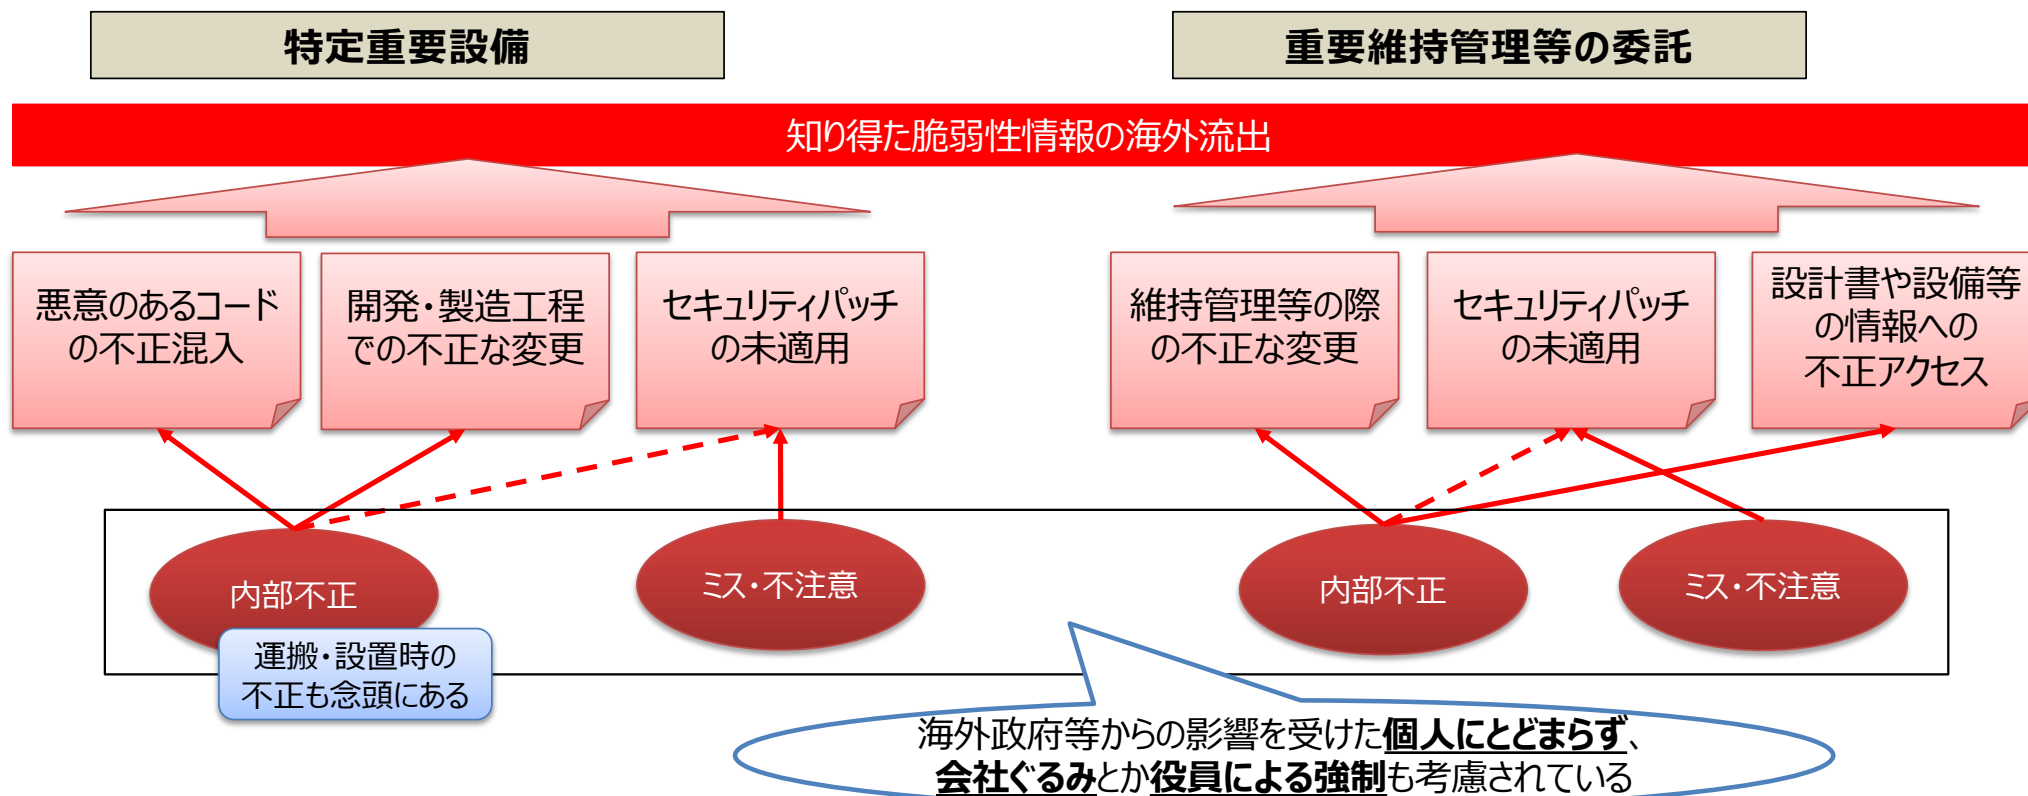 特定重要設備
重要維持管理等の委託
知り得た脆弱性情報の海外流出
悪意のあるコード
の不正混入
開発・製造工程
での不正な変更
セキュリティパッチ
の未適用
維持管理等の際
の不正な変更
セキュリティパッチ
の未適用
設計書や設備等
の情報への
不正アクセス
内部不正
ミス・不注意
内部不正
ミス・不注意
運搬・設置時の
不正も念頭にある
海外政府等からの影響を受けた個人にとどまらず、
会社ぐるみとか役員による強制も考慮されている